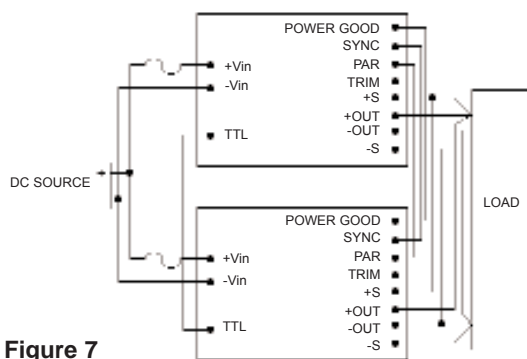 POWER GOOD
SYNC
PAR
TRIM
+S
+OUT
-OUT
-S
+Vin
-Vin
TTL
DC SOURCE
+
LOAD
POWER GOOD
SYNC
PAR
TRIM
+S
+OUT
-OUT
-S
+Vin
-Vin
TTL
Figure 7